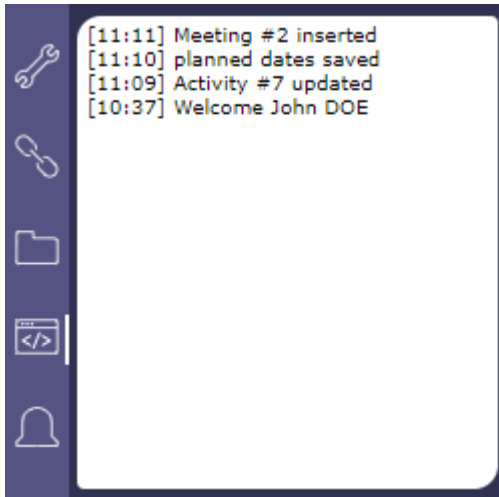 [11:11] Meeting #2 inserted
[11:10] planned dates saved
[11:09] Activity #7 updated
[10:37] Welcome John DOE